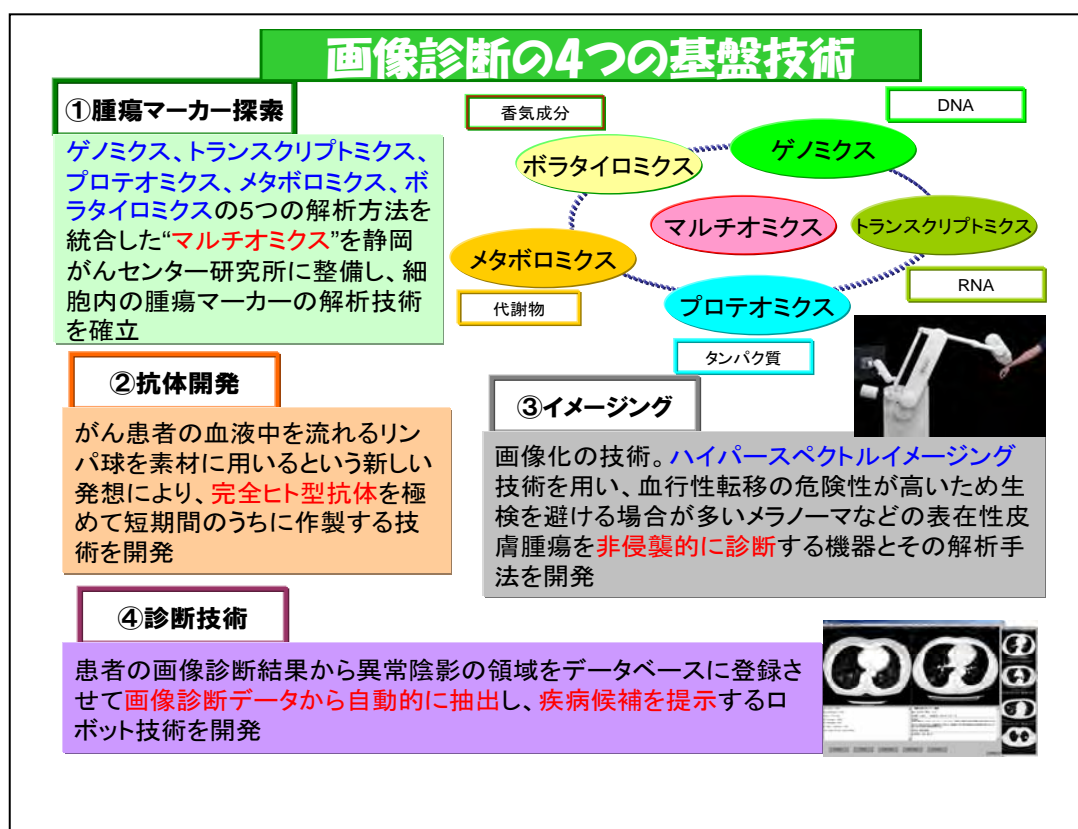 画像診断の4つの基盤技術
①腫瘍マーカー探索
ゲノミクス、トランスクリプトミクス、
プロテオミクス、メタボロミクス、ボ
ラタイロミクスの5つの解析方法を
統合した“マルチオミクス”を静岡
がんセンター研究所に整備し、細
胞内の腫瘍マーカーの解析技術
を確立
香気成分
DNA
ボラタイロミクス
ゲノミクス
マルチオミクス
トランスクリプトミクス
メタボロミクス
RNA
代謝物
プロテオミクス
タンパク質
②抗体開発
がん患者の血液中を流れるリン
パ球を素材に用いるという新しい
発想により、完全ヒト型抗体を極
めて短期間のうちに作製する技
術を開発
③イメージング
画像化の技術。ハイパースペクトルイメージング
技術を用い、血行性転移の危険性が高いため生
検を避ける場合が多いメラノーマなどの表在性皮
膚腫瘍を非侵襲的に診断する機器とその解析手
法を開発
④診断技術
患者の画像診断結果から異常陰影の領域をデータベースに登録さ
せて画像診断データから自動的に抽出し、疾病候補を提示するロ
ボット技術を開発